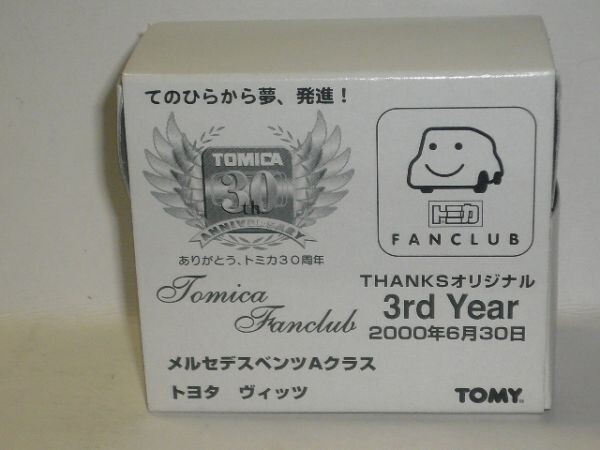 てのひらから夢、発進！
TOMICA
30th
ANNIVERSARY
ありがとう、トミカ30周年
トミカ
FANCLUB
Tomica
Fanclub
THANKSオリジナル
3rd Year
2000年6月30日
メルセデスベンツAクラス
トヨタ ヴィッツ
TOMY